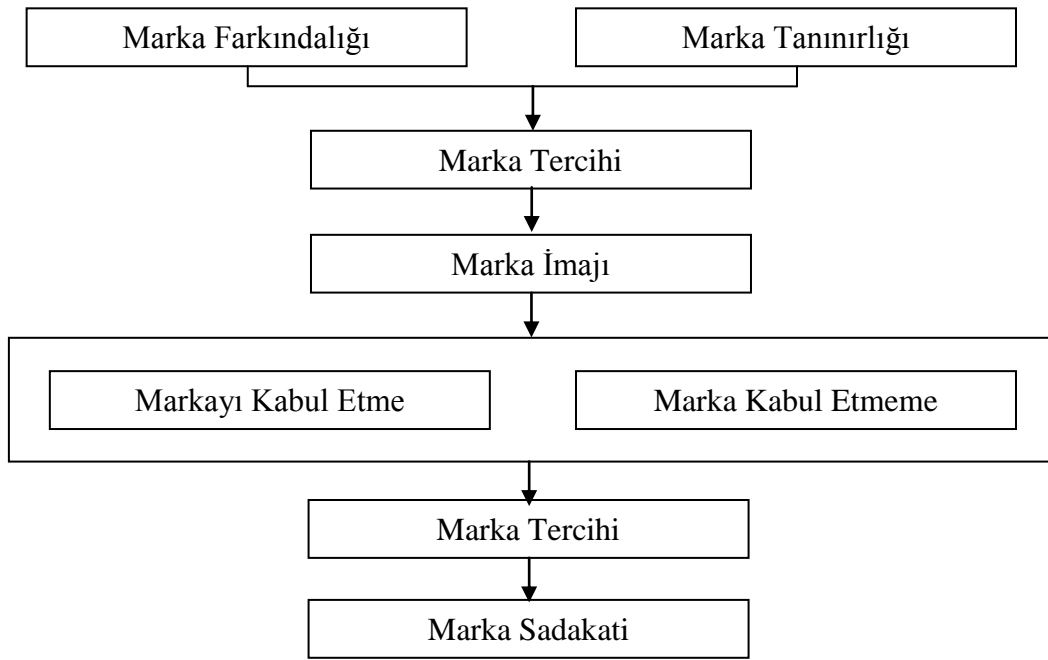 Marka Farkındalığı
Marka Tanınırlığı
Marka Tercihi
Marka İmajı
Markayı Kabul Etme
Marka Kabul Etmeme
Marka Tercihi
Marka Sadakati